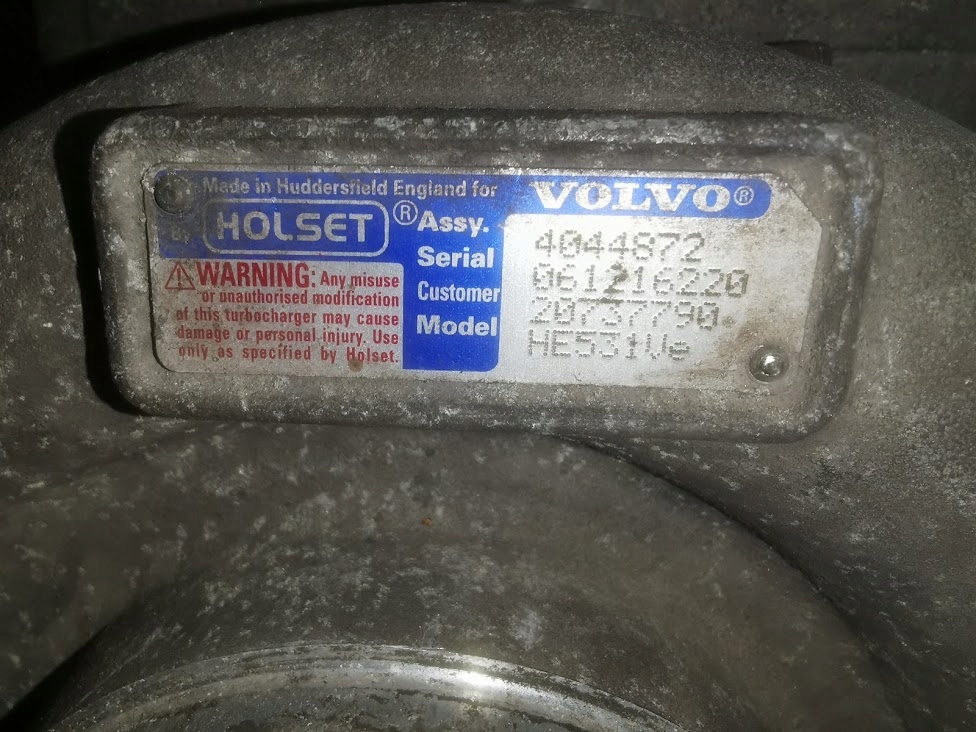 Made in Huddersfield England for
VOLVO®
by HOLSET®
Assy. 4044872
Serial 061216220
Customer 20737790.
Model HE531Ve
WARNING: Any misuse
or unauthorised modification
of this turbocharger may cause
damage or personal injury. Use
only as specified by Holset.